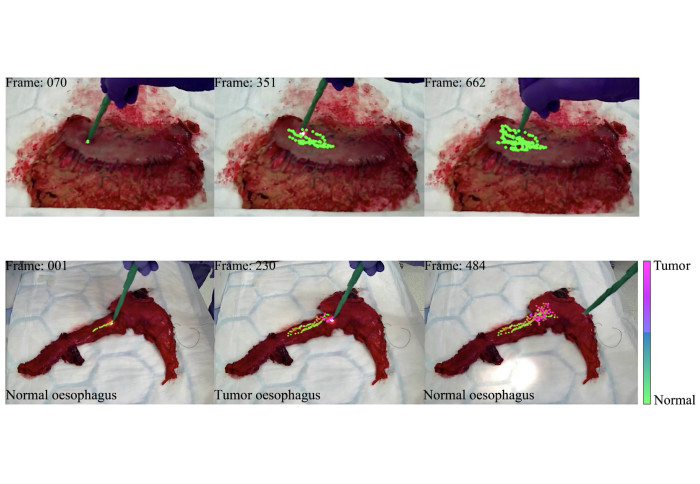 Frame: 070
Frame: 351
Frame: 662
Frame: 001
Frame: 230
Frame: 484
Tumor
Normal oesophagus
Tumor oesophagus
Normal oesophagus
Normal